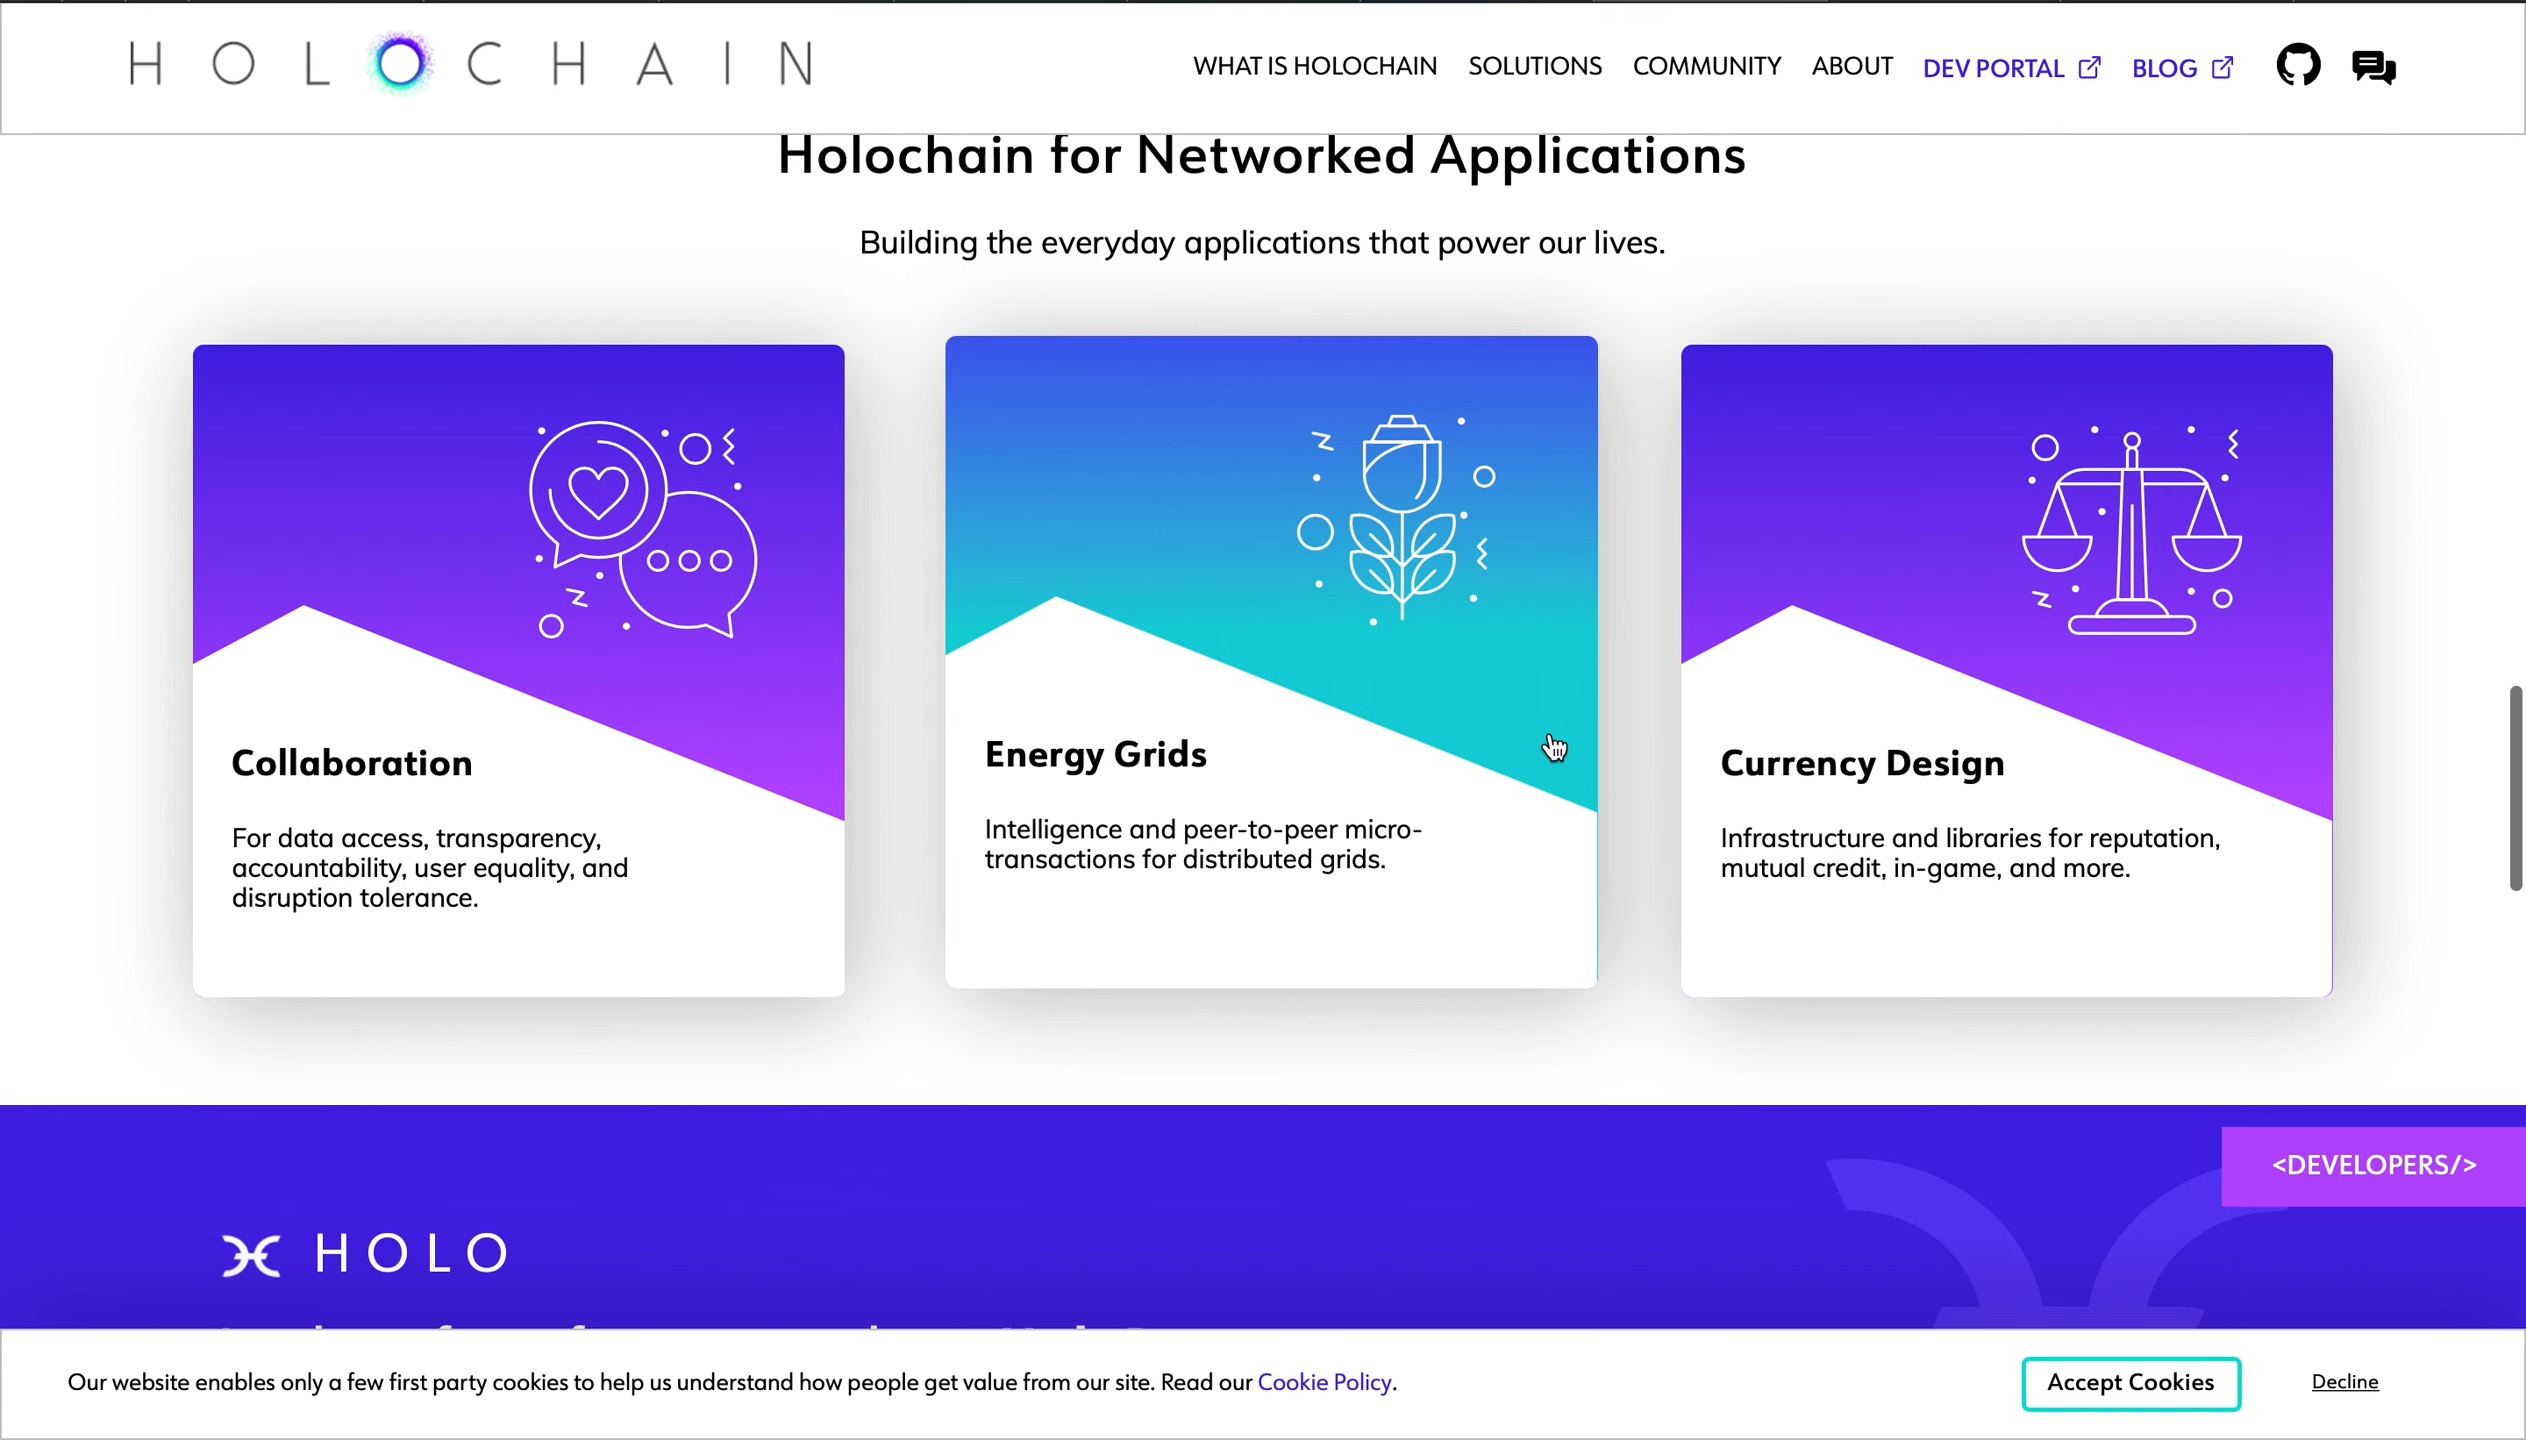 HOLOCHAIN
WHAT IS HOLOCHAIN SOLUTIONS COMMUNITY ABOUT DEV PORTAL BLOG
Holochain for Networked Applications
Building the everyday applications that power our lives.
Collaboration
For data access, transparency,
accountability, user equality, and
disruption tolerance.
Energy Grids
Intelligence and peer-to-peer micro-
transactions for distributed grids.
Currency Design
Infrastructure and libraries for reputation,
mutual credit, in-game, and more.
<DEVELOPERS/>
HOLO
Our website enables only a few first party cookies to help us understand how people get value from our site. Read our Cookie Policy.
Accept Cookies
Decline